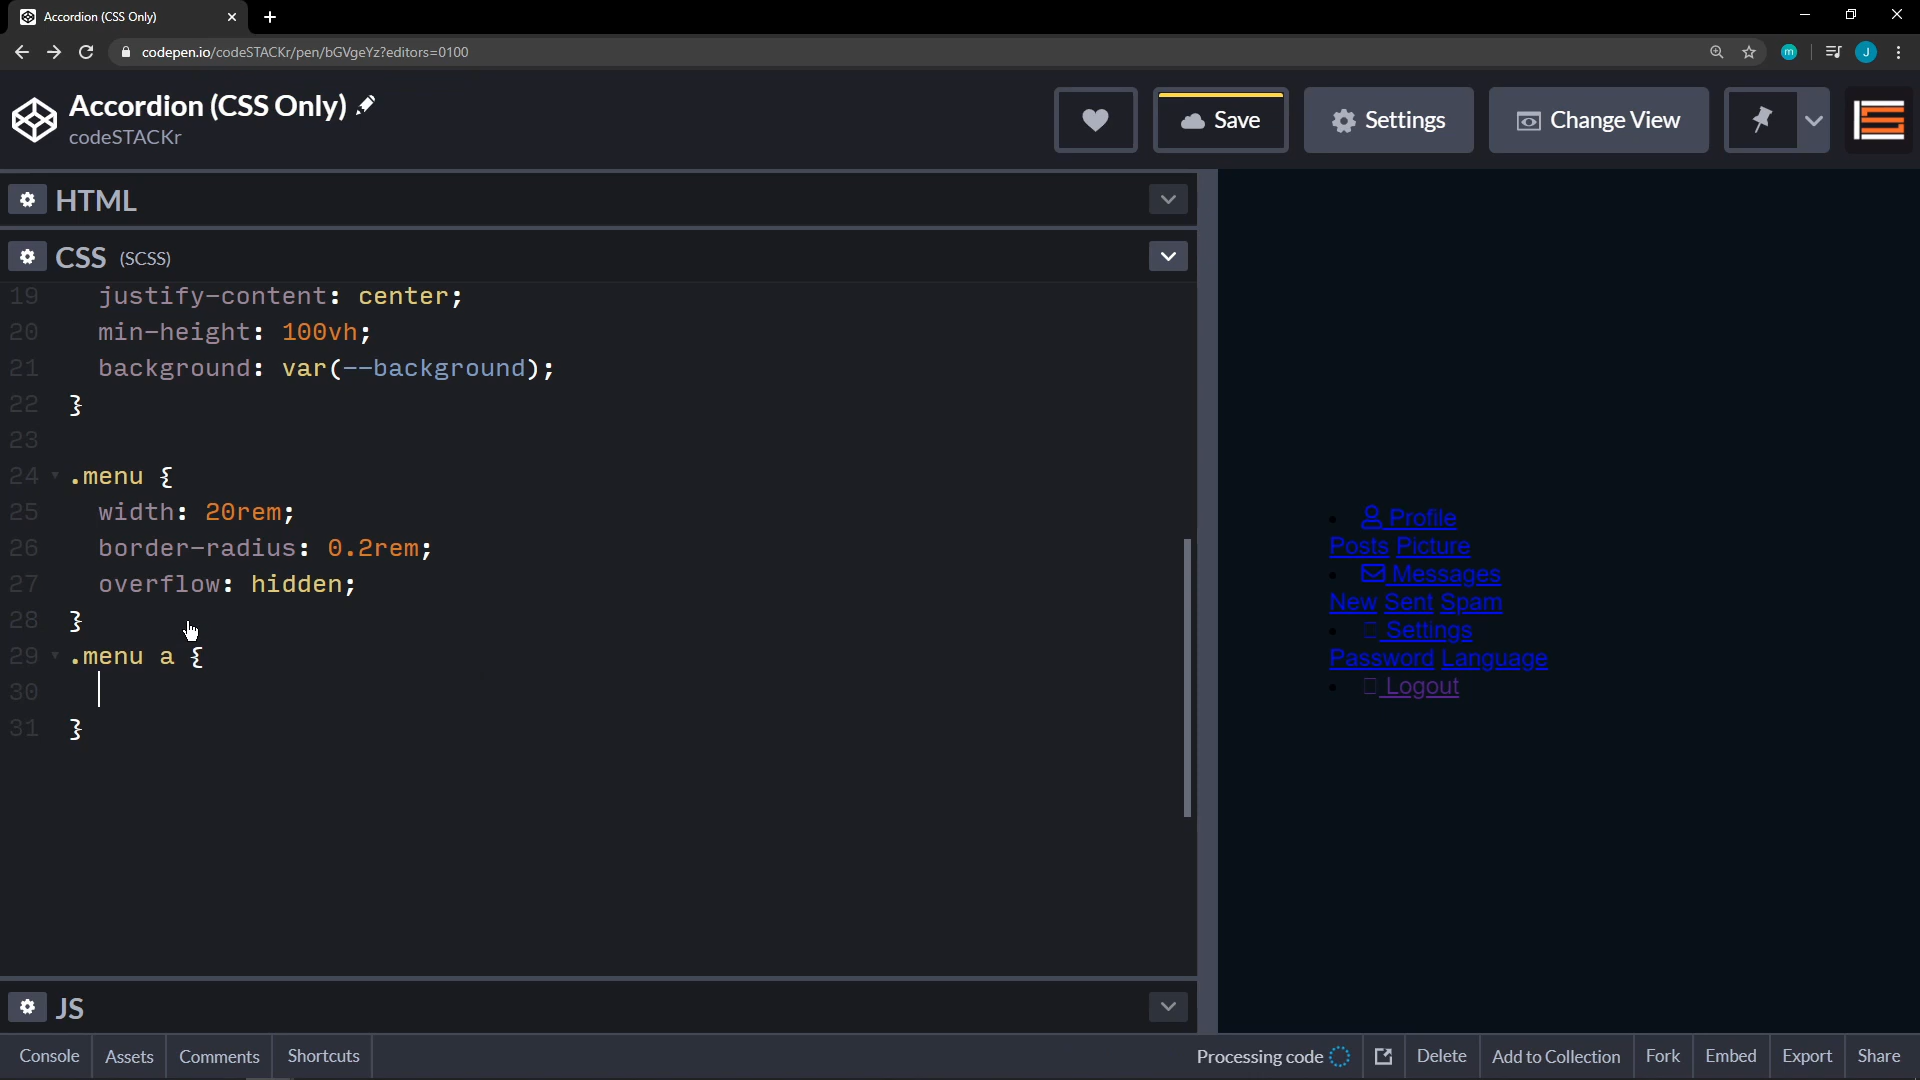 Accordion (CSS Only)
codepen.io/codeSTACKr/pen/bGVgeYz?editors=0100
m
J
Accordion (CSS Only)
codeSTACKr
Save
Settings
Change View
HTML
CSS (SCSS)
19 justify-content: center;
20 min-height: 100vh;
21 background: var(--background);
22 }
23
24 .menu {
25 width: 20rem;
26 border-radius: 0.2rem;
27 overflow: hidden;
28 }
29 .menu a {
30
31 }
Profile
Posts Picture
Messages
New Sent Spam
Settings
Password Language
Logout
JS
Console Assets Comments Shortcuts Processing code Delete Add to Collection Fork Embed Export Share